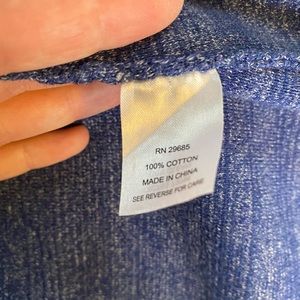 RN 29685
100% COTTON
MADE IN CHINA
SEE REVERSE FOR CARE